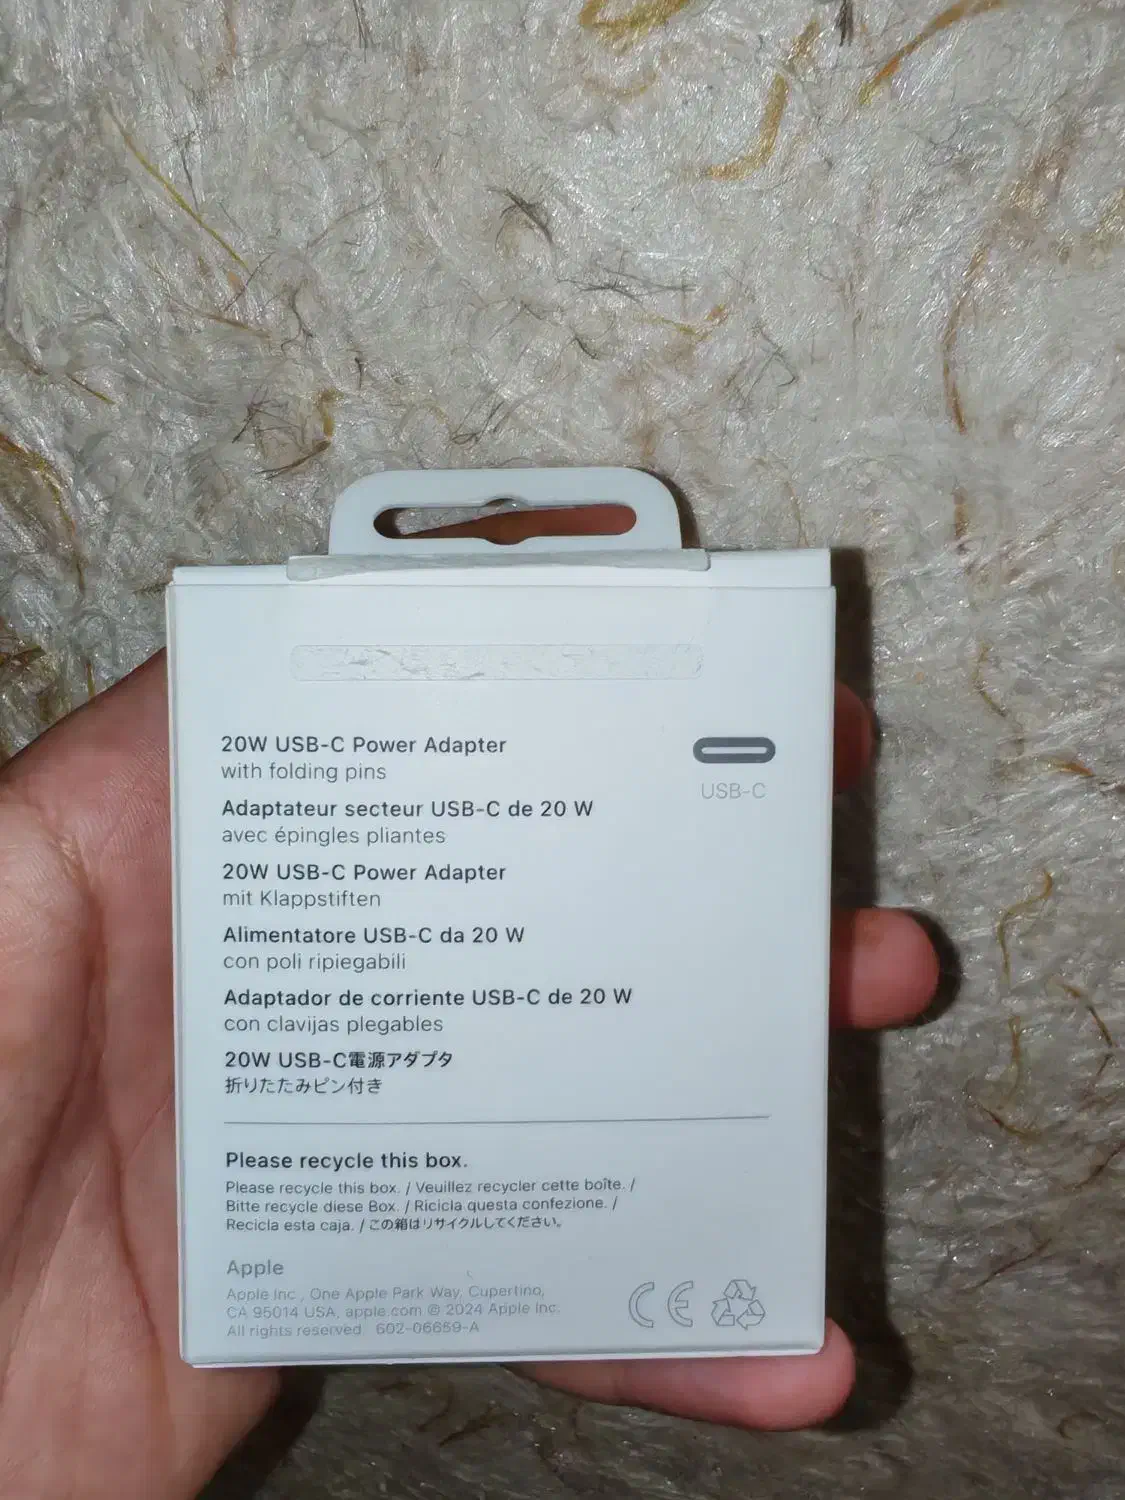 20W USB-C Power Adapter
with folding pins
USB-C
Adaptateur secteur USB-C de 20 W
avec épingles pliantes
20W USB-C Power Adapter
mit Klappstiften
Alimentatore USB-C da 20 W
con poli ripiegabili
Adaptador de corriente USB-C de 20 W
con clavijas plegables
20W USB-C電源アダプタ
折りたたみピン付き
Please recycle this box.
Please recycle this box. / Veuillez recycler cette boîte. /
Bitte recycle diese Box. / Ricicla questa confezione. /
Recicla esta caja. / この箱はリサイクルしてください。
Apple
Apple Inc., One Apple Park Way, Cupertino,
CA 95014 USA, apple.com © 2024 Apple Inc.
All rights reserved 602-06659-A
CE